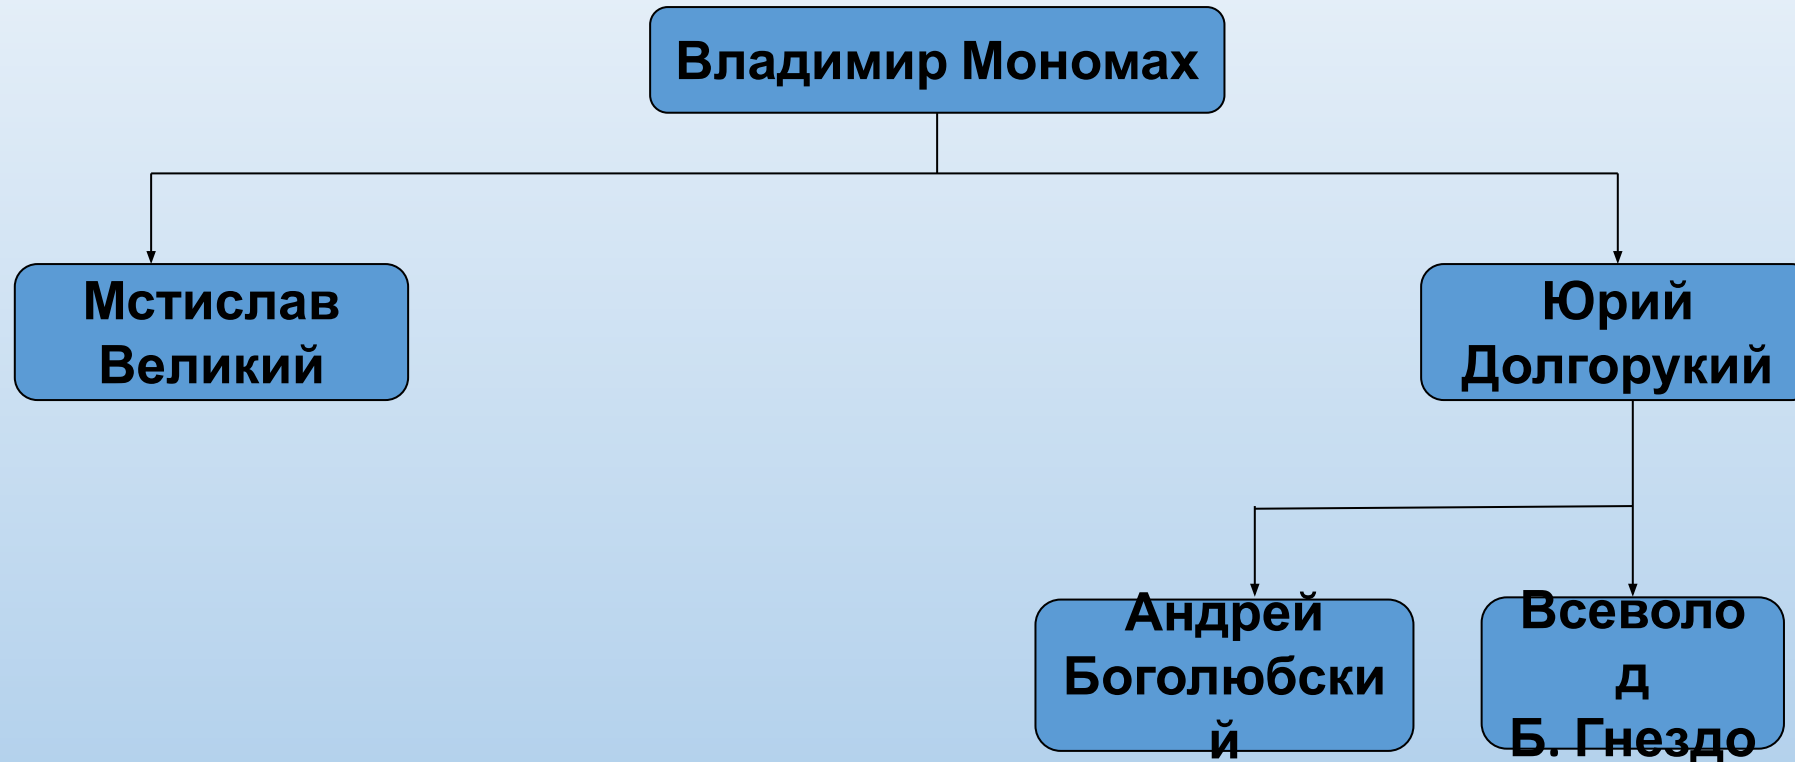 Владимир Мономах
Мстислав
Великий
Юрий
Долгорукий
Андрей
Боголюбски
й
Всеволо
д
Б. Гнездо